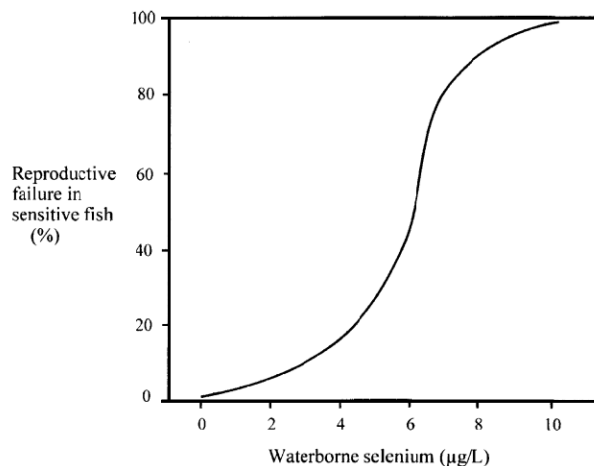 100
80
60
40
20
0
Reproductive
failure in
sensitive fish
(%)
0 2 4 6 8 10
Waterborne selenium (µg/L)